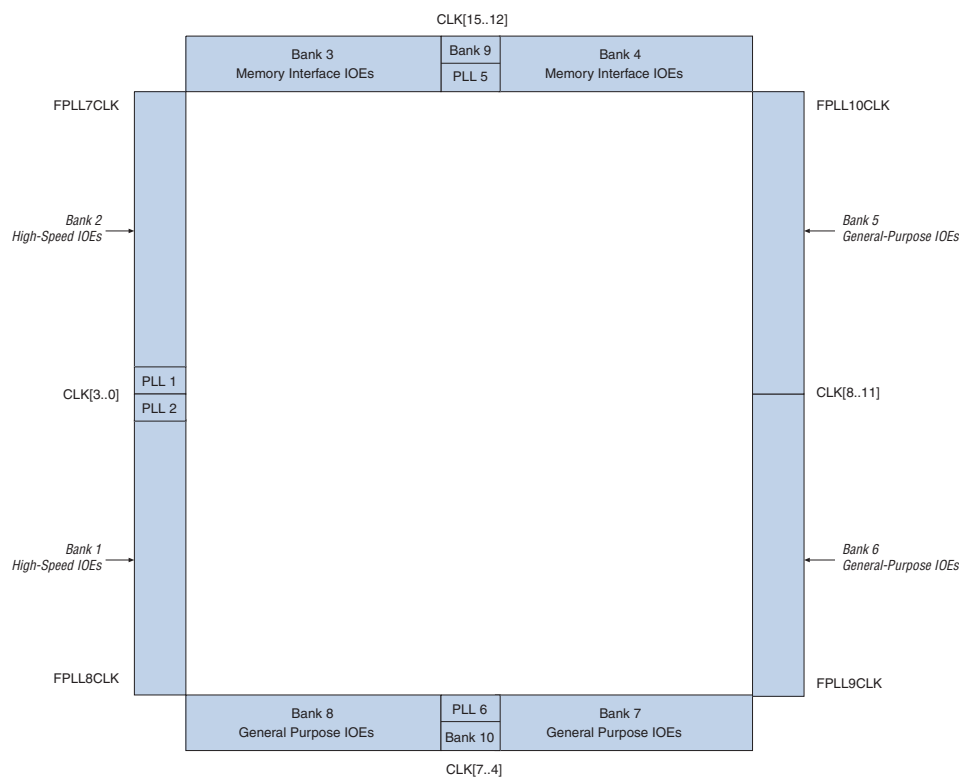 CLK[15..12]
Bank 3
Memory Interface IOEs
Bank 9
PLL 5
Bank 4
Memory Interface IOEs
FPLL7CLK
FPLL10CLK
Bank 2
High-Speed IOEs
Bank 5
General-Purpose IOEs
PLL 1
CLK[3..0]
PLL 2
CLK[8..11]
Bank 1
High-Speed IOEs
Bank 6
General-Purpose IOEs
FPLL8CLK
FPLL9CLK
Bank 8
General Purpose IOEs
PLL 6
Bank 10
Bank 7
General Purpose IOEs
CLK[7..4]